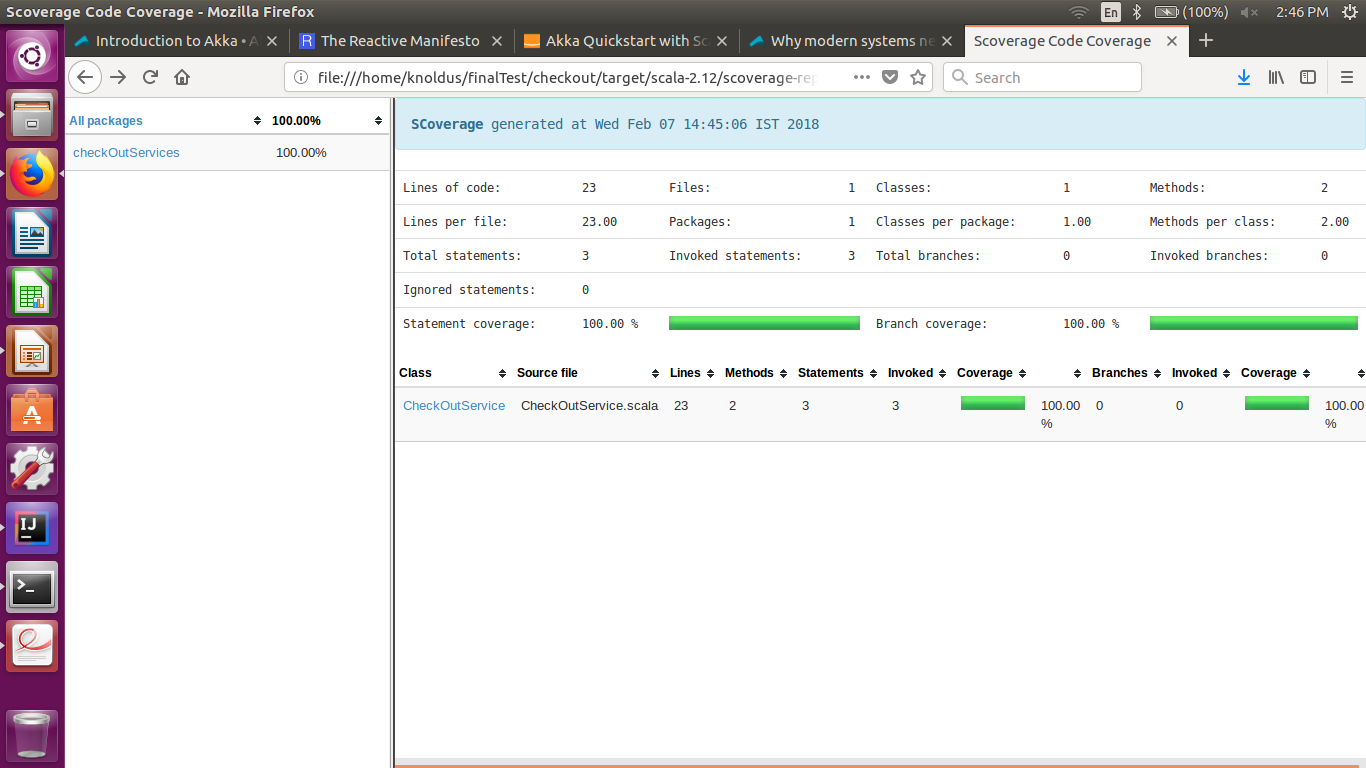 Scoverage Code Coverage - Mozilla Firefox
En (100%) 2:46 PM
Introduction to Akka • A
The Reactive Manifesto
Akka Quickstart with Sc
Why modern systems ne
Scoverage Code Coverage
file:///home/knoldus/finalTest/checkout/target/scala-2.12/scoverage-rep
Search
All packages 100.00%
checkOutServices 100.00%
SCoverage generated at Wed Feb 07 14:45:06 IST 2018
Lines of code: 23 Files: 1 Classes: 1 Methods: 2
Lines per file: 23.00 Packages: 1 Classes per package: 1.00 Methods per class: 2.00
Total statements: 3 Invoked statements: 3 Total branches: 0 Invoked branches: 0
Ignored statements: 0
Statement coverage: 100.00 % Branch coverage: 100.00 %
Class Source file Lines Methods Statements Invoked Coverage Branches Invoked Coverage
CheckOutService CheckOutService.scala 23 2 3 3 100.00 0 0 100.00
% %
IJ